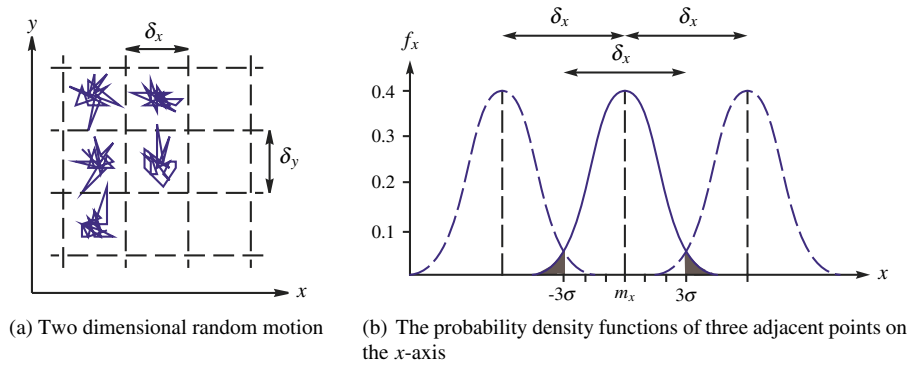 y
δx
δy
x
(a) Two dimensional random motion
δx δx
fx
δx
0.4
0.3
0.2
0.1
x
-3σ mx 3σ
(b) The probability density functions of three adjacent points on
the x-axis